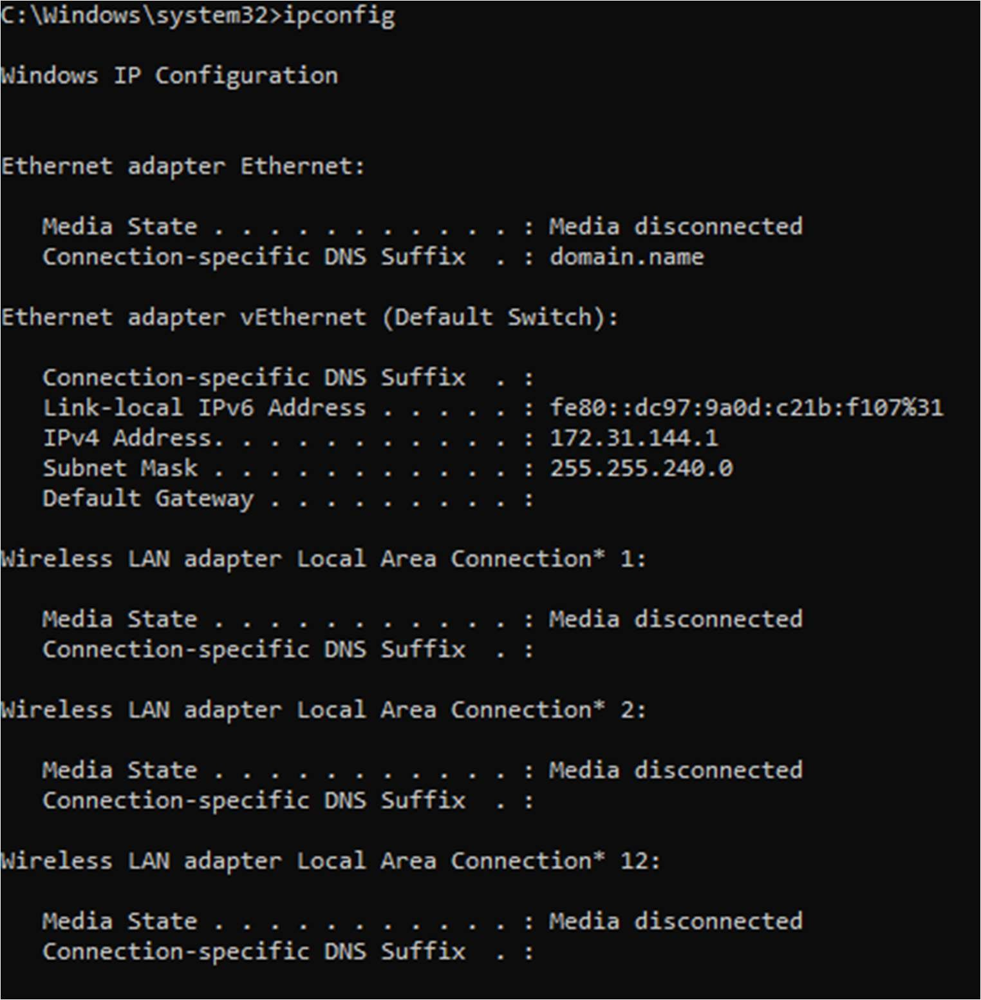 C:\Windows\system32>ipconfig
Windows IP Configuration
Ethernet adapter Ethernet:
Media State . . . . . . . . . . . : Media disconnected
Connection-specific DNS Suffix  . : domain.name
Ethernet adapter vEthernet (Default Switch):
Connection-specific DNS Suffix  . :
Link-local IPv6 Address . . . . . : fe80::dc97:9a0d:c21b:f107%31
IPv4 Address. . . . . . . . . . . : 172.31.144.1
Subnet Mask . . . . . . . . . . . : 255.255.240.0
Default Gateway . . . . . . . . . :
Wireless LAN adapter Local Area Connection* 1:
Media State . . . . . . . . . . . : Media disconnected
Connection-specific DNS Suffix  . :
Wireless LAN adapter Local Area Connection* 2:
Media State . . . . . . . . . . . : Media disconnected
Connection-specific DNS Suffix  . :
Wireless LAN adapter Local Area Connection* 12:
Media State . . . . . . . . . . . : Media disconnected
Connection-specific DNS Suffix  . :